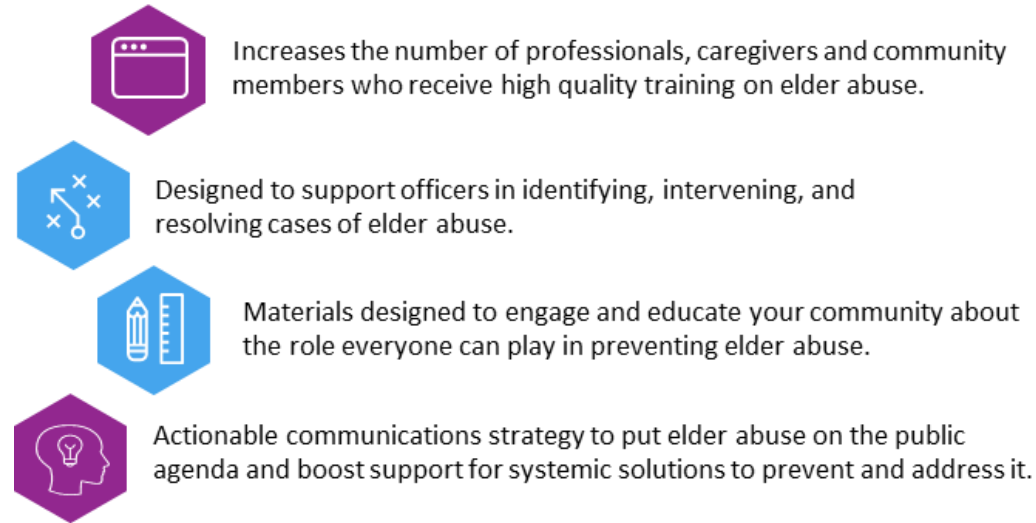 Increases the number of professionals, caregivers and community
members who receive high quality training on elder abuse.
Designed to support officers in identifying, intervening, and
resolving cases of elder abuse.
Materials designed to engage and educate your community about
the role everyone can play in preventing elder abuse.
Actionable communications strategy to put elder abuse on the public
agenda and boost support for systemic solutions to prevent and address it.